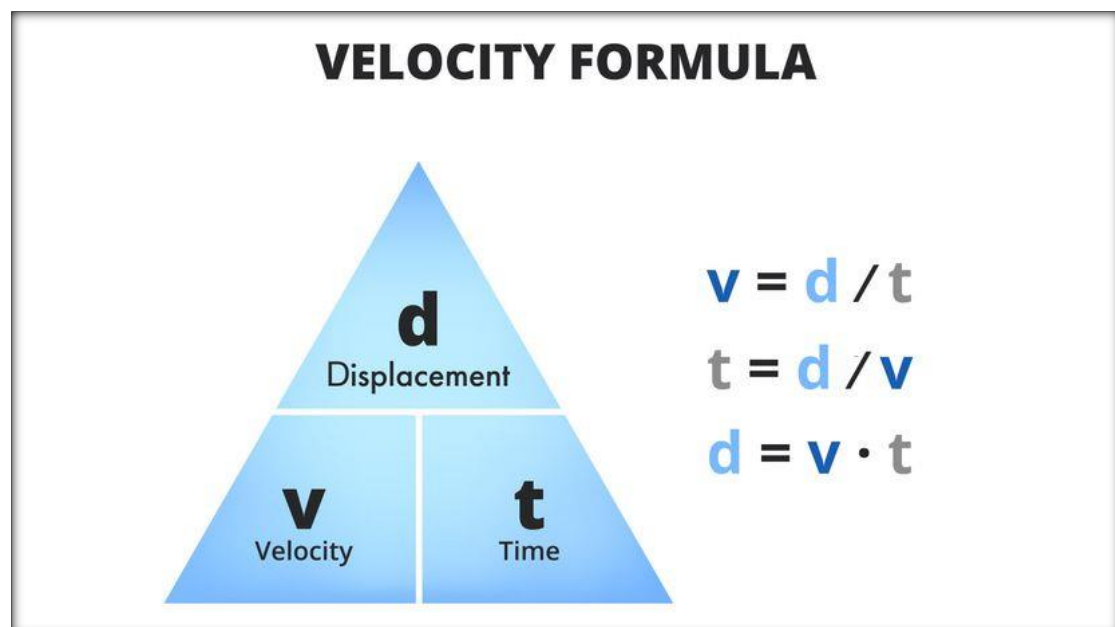 VELOCITY FORMULA
d
Displacement
v
Velocity
t
Time
v = d / t
t = d / v
d = v · t